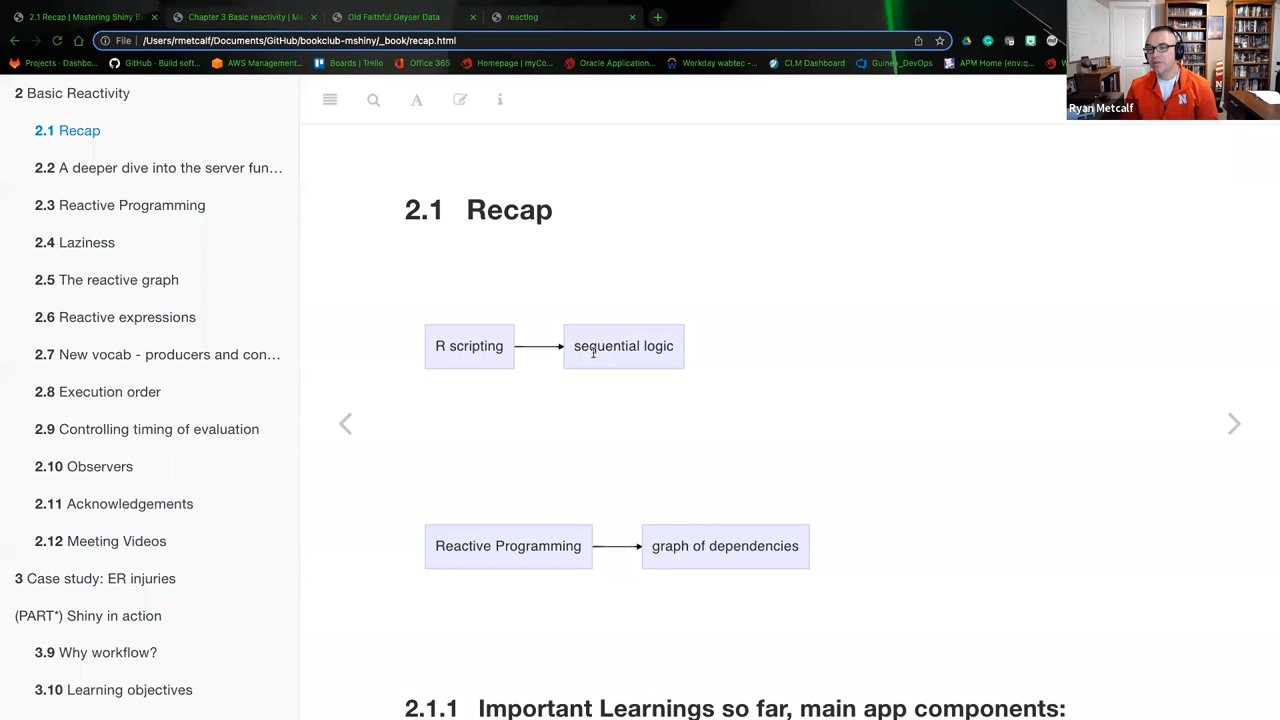 2.1 Recap | Mastering Shiny B
Chapter 3 Basic reactivity | Ma
Old Faithful Geyser Data
reactlog
File /Users/rmetcalf/Documents/GitHub/bookclub-mshiny/_book/recap.html
Projects · Dashbo...
GitHub · Build soft...
AWS Management...
Boards | Trello
Office 365
Homepage | myCo...
Oracle Application...
Workday wabtec -...
CLM Dashboard
Guinea_DevOps
APM Home (env:q...
Ryan Metcalf
2 Basic Reactivity
2.1 Recap
2.2 A deeper dive into the server fun...
2.3 Reactive Programming
2.4 Laziness
2.5 The reactive graph
2.6 Reactive expressions
2.7 New vocab - producers and con...
2.8 Execution order
2.9 Controlling timing of evaluation
2.10 Observers
2.11 Acknowledgements
2.12 Meeting Videos
3 Case study: ER injuries
(PART*) Shiny in action
3.9 Why workflow?
3.10 Learning objectives
2.1 Recap
R scripting
sequential logic
Reactive Programming
graph of dependencies
2.1.1 Important Learnings so far, main app components: